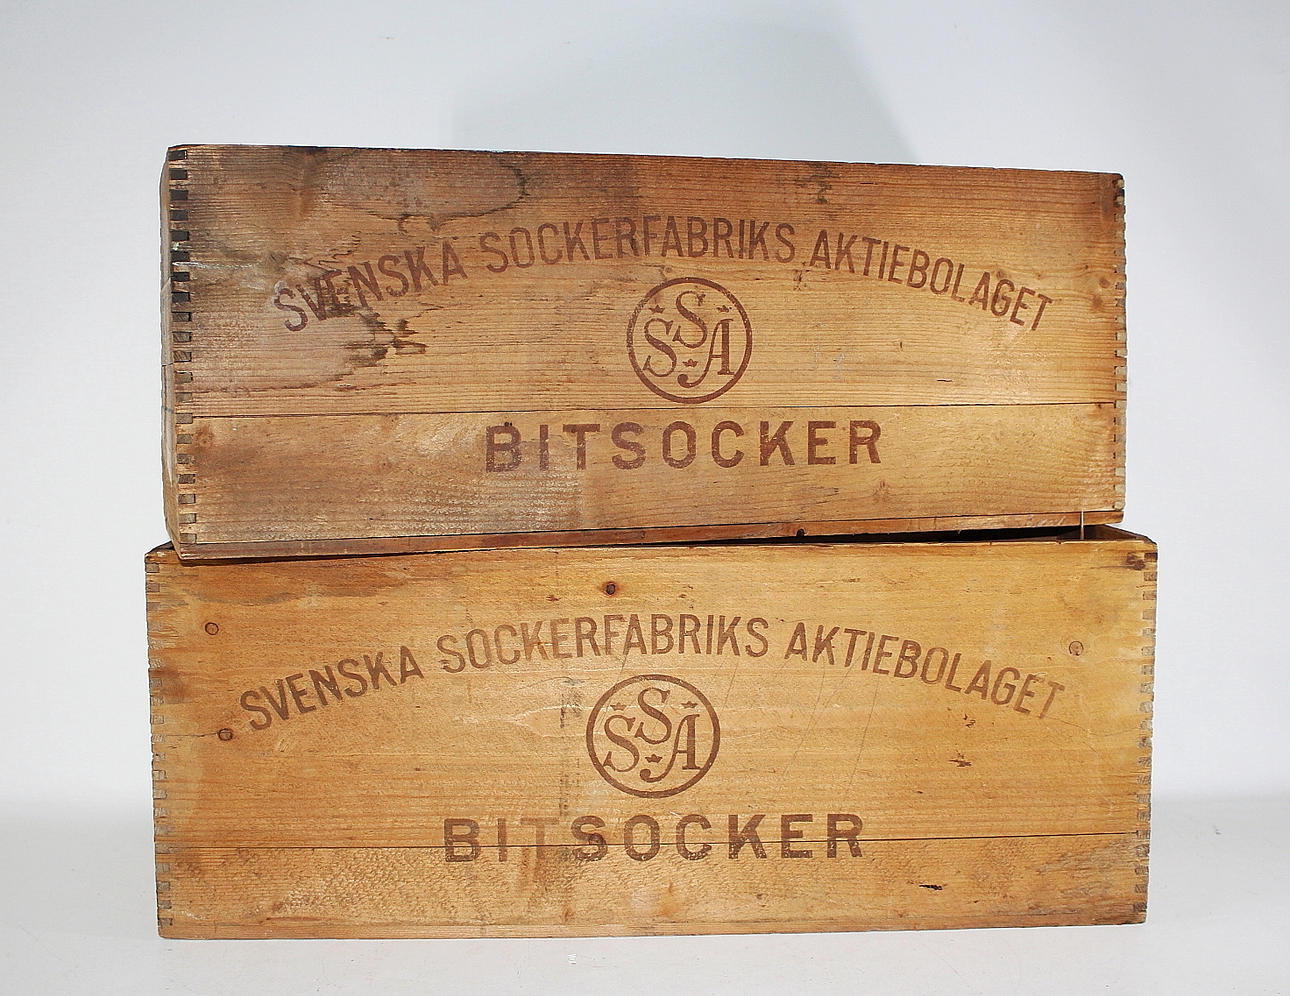 SVENSKA SOCKERFABRIKS AKTIEBOLAGET
SSA
BITSOCKER
SVENSKA SOCKERFABRIKS AKTIEBOLAGET
SSA
BITSOCKER